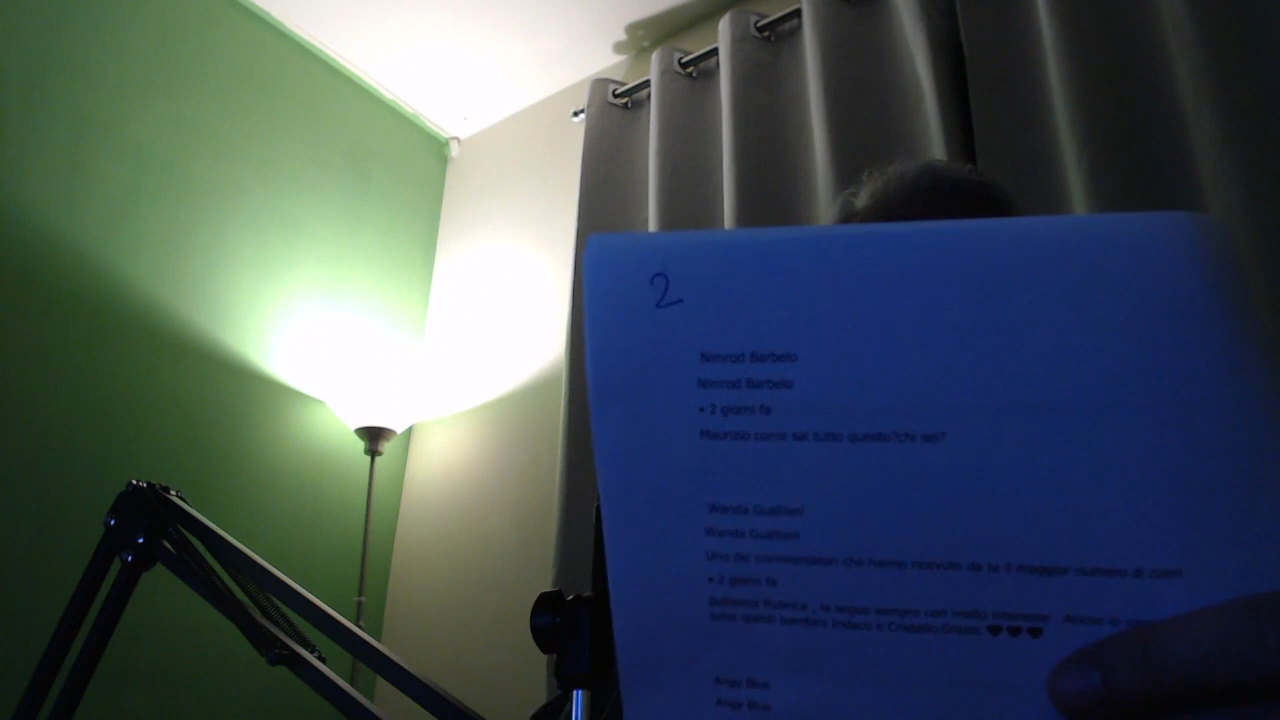 2
Nimrod Barbelo
Nimrod Barbelo
• 2 giorni fa
Maurizio come sai tutto questo?chi sei?
Wanda Gualtieri
Wanda Gualtieri
Uno dei commentatori che hanno ricevuto da te il maggior numero di cuori
• 2 giorni fa
Bellissima Rubrica , la seguo sempre con molto interesse . Anche io
questi bambini Indaco e Cristallo.Grazie. ♥♥♥
Angy Blue
Angy Blue